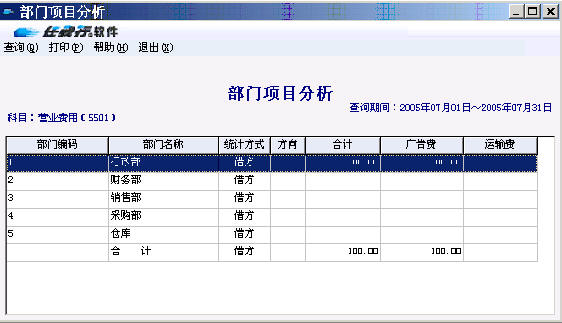 部门项目分析
任我行®软件
查询(Q) 打印(P) 帮助(H) 退出(X)
部门项目分析
查询期间：2005年07月01日～2005年07月31日
科目：营业费用(5501)
部门编码 部门名称 统计方式 方向 合计 广告费 运输费
1 借方
2 财务部 借方
3 销售部 借方
4 采购部 借方
5 仓库 借方
合 计 借方 100.00 100.00